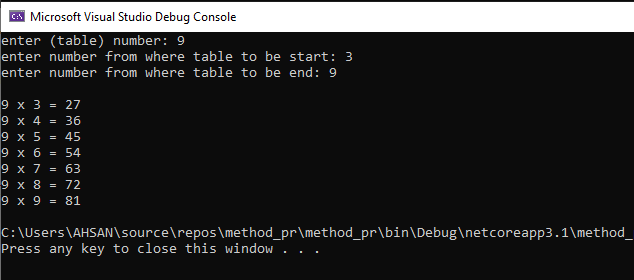 Microsoft Visual Studio Debug Console
enter (table) number: 9
enter number from where table to be start: 3
enter number from where table to be end: 9
9 x 3 = 27
9 x 4 = 36
9 x 5 = 45
9 x 6 = 54
9 x 7 = 63
9 x 8 = 72
9 x 9 = 81
C:\Users\AHSAN\source\repos\method_pr\method_pr\bin\Debug\netcoreapp3.1\method_
Press any key to close this window . . .